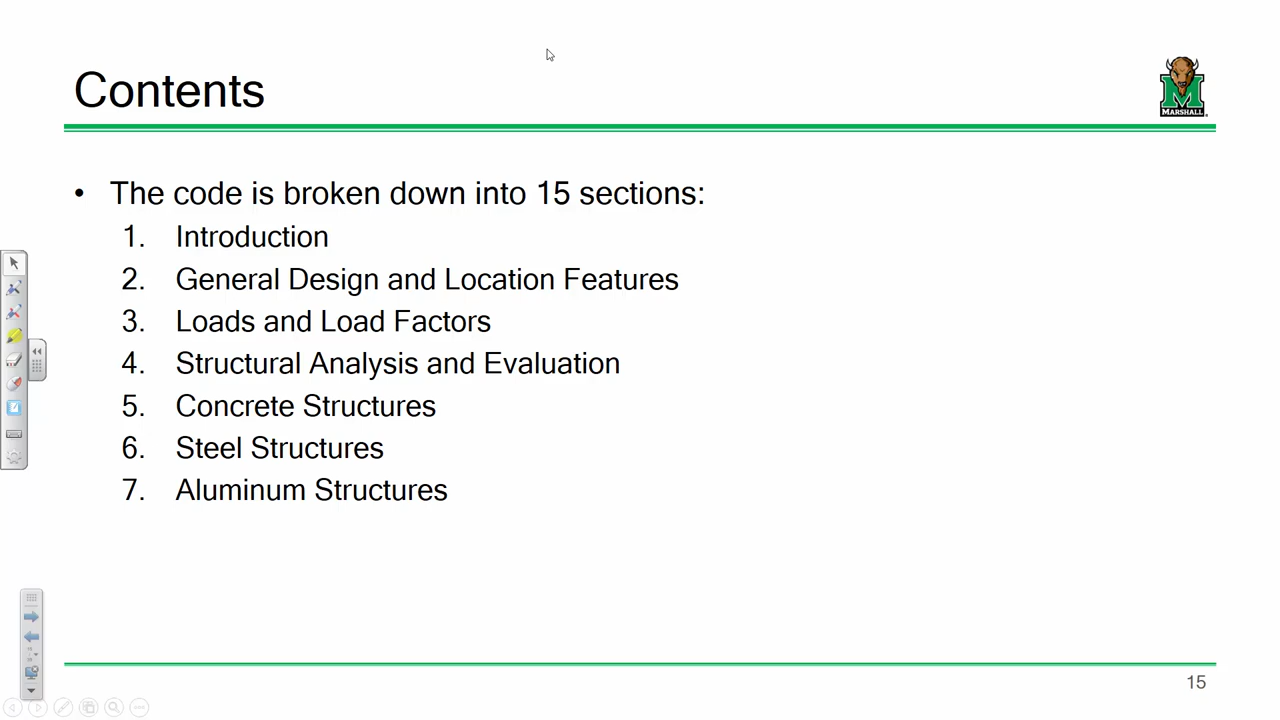 Contents
MARSHALL
• The code is broken down into 15 sections:
1. Introduction
2. General Design and Location Features
3. Loads and Load Factors
4. Structural Analysis and Evaluation
5. Concrete Structures
6. Steel Structures
7. Aluminum Structures
15